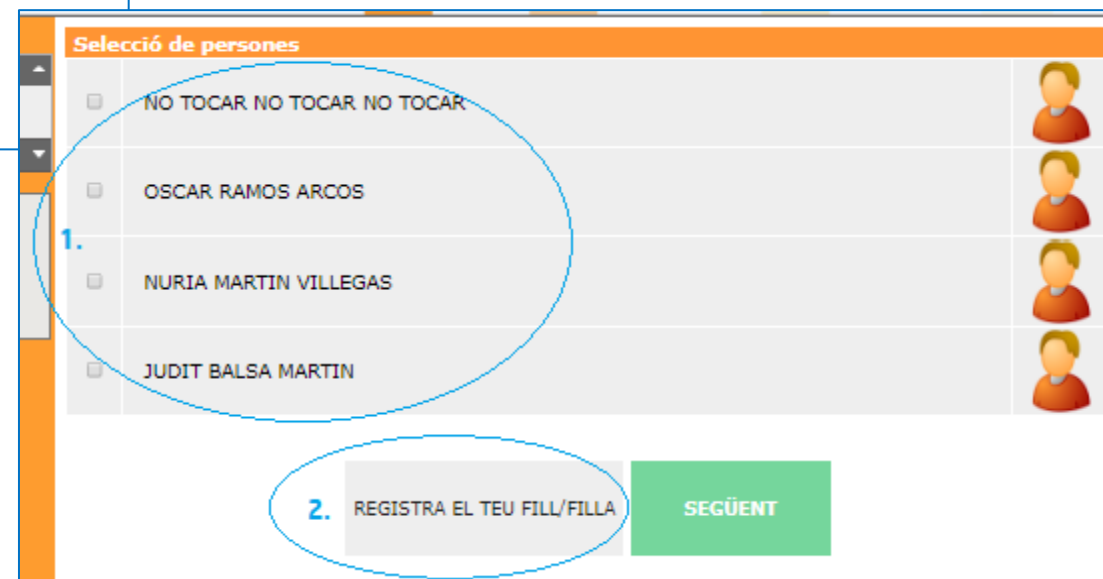 Selecció de persones
NO TOCAR NO TOCAR NO TOCAR
OSCAR RAMOS ARCOS
1.
NURIA MARTIN VILLEGAS
JUDIT BALSA MARTIN
2. REGISTRA EL TEU FILL/FILLA SEGÜENT